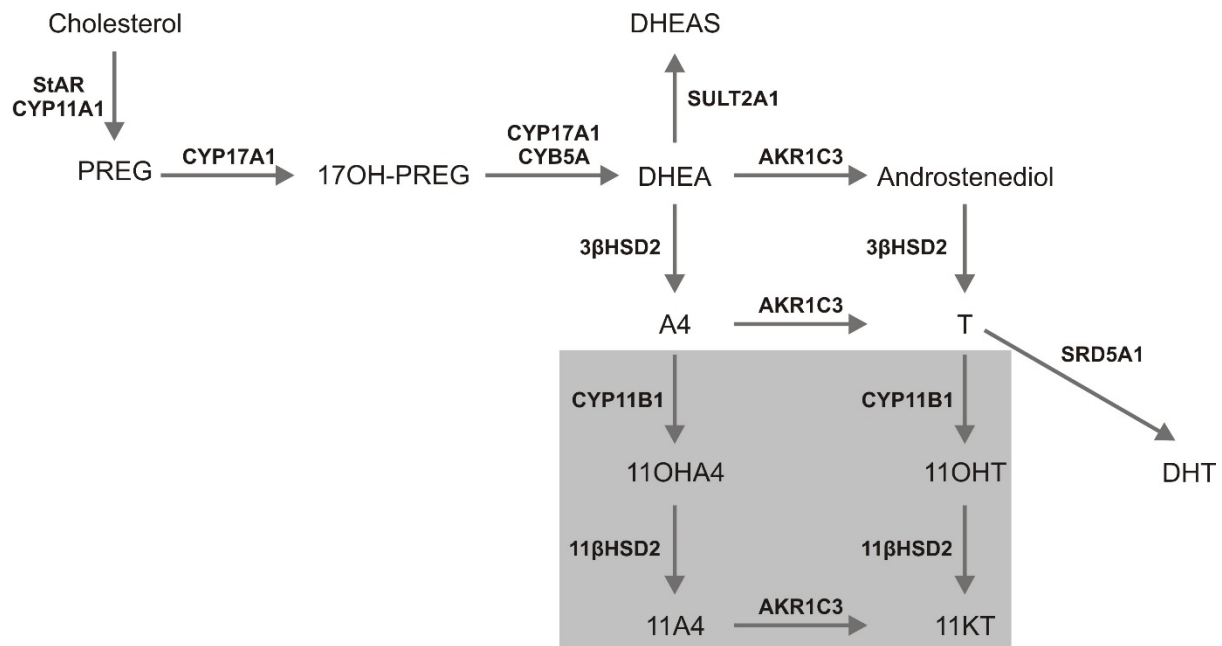 Cholesterol
DHEAS
StAR
CYP11A1
SULT2A1
CYP17A1
CYP17A1
CYB5A
AKR1C3
PREG
17OH-PREG
DHEA
Androstenediol
3βHSD2
3βHSD2
A4
AKR1C3
T
SRD5A1
CYP11B1
CYP11B1
11OHA4
11OHT
DHT
11βHSD2
11βHSD2
11A4
AKR1C3
11KT